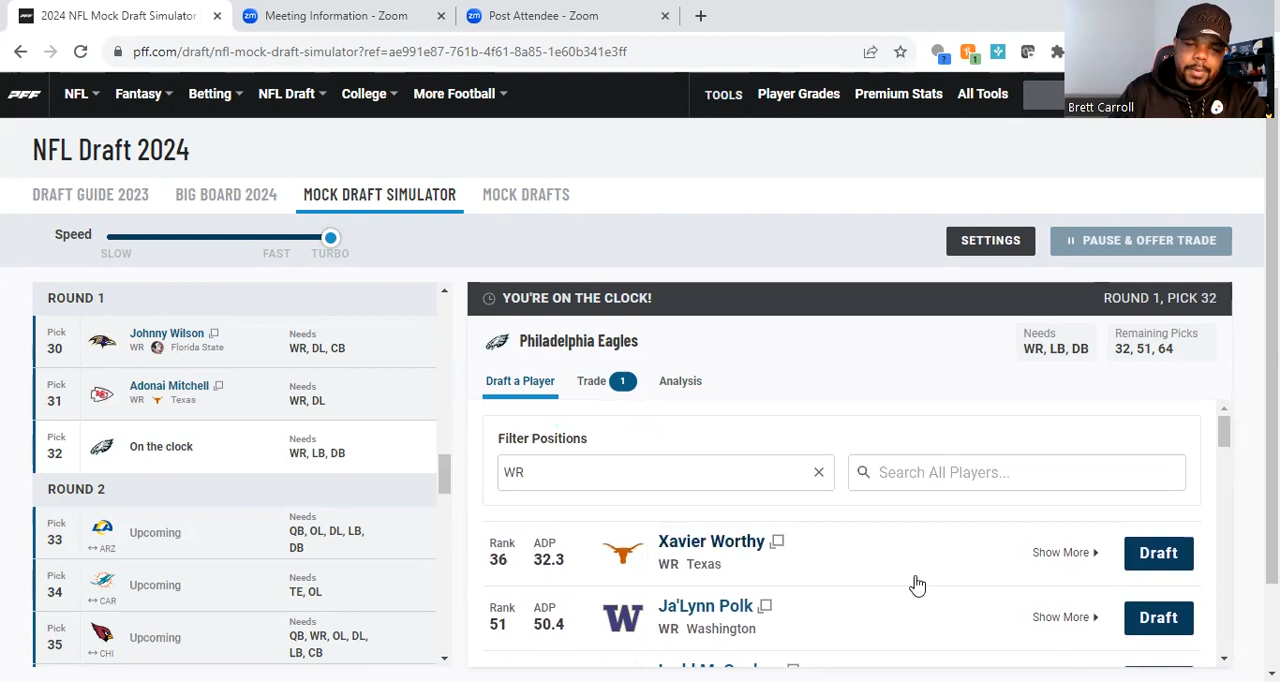 2024 NFL Mock Draft Simulator
Meeting Information - Zoom
Post Attendee - Zoom
pff.com/draft/nfl-mock-draft-simulator?ref=ae991e87-761b-4f61-8a85-1e60b341e3ff
Brett Carroll
PFF NFL Fantasy Betting NFL Draft College More Football TOOLS Player Grades Premium Stats All Tools
NFL Draft 2024
DRAFT GUIDE 2023 BIG BOARD 2024 MOCK DRAFT SIMULATOR MOCK DRAFTS
Speed
SLOW FAST TURBO
SETTINGS
PAUSE & OFFER TRADE
ROUND 1
Pick 30
Johnny Wilson
WR Florida State
Needs
WR, DL, CB
Pick 31
Adonai Mitchell
WR Texas
Needs
WR, DL
Pick 32
On the clock
Needs
WR, LB, DB
ROUND 2
Pick 33
ARZ
Upcoming
Needs
QB, OL, DL, LB,
DB
Pick 34
CAR
Upcoming
Needs
TE, OL
Pick 35
CHI
Upcoming
Needs
QB, WR, OL, DL,
LB, CB
YOU'RE ON THE CLOCK! ROUND 1, PICK 32
Philadelphia Eagles
Needs
WR, LB, DB
Remaining Picks
32, 51, 64
Draft a Player Trade 1 Analysis
Filter Positions
WR
Search All Players...
Rank 36
ADP 32.3
Xavier Worthy
WR Texas
Show More
Draft
Rank 51
ADP 50.4
Ja'Lynn Polk
WR Washington
Show More
Draft